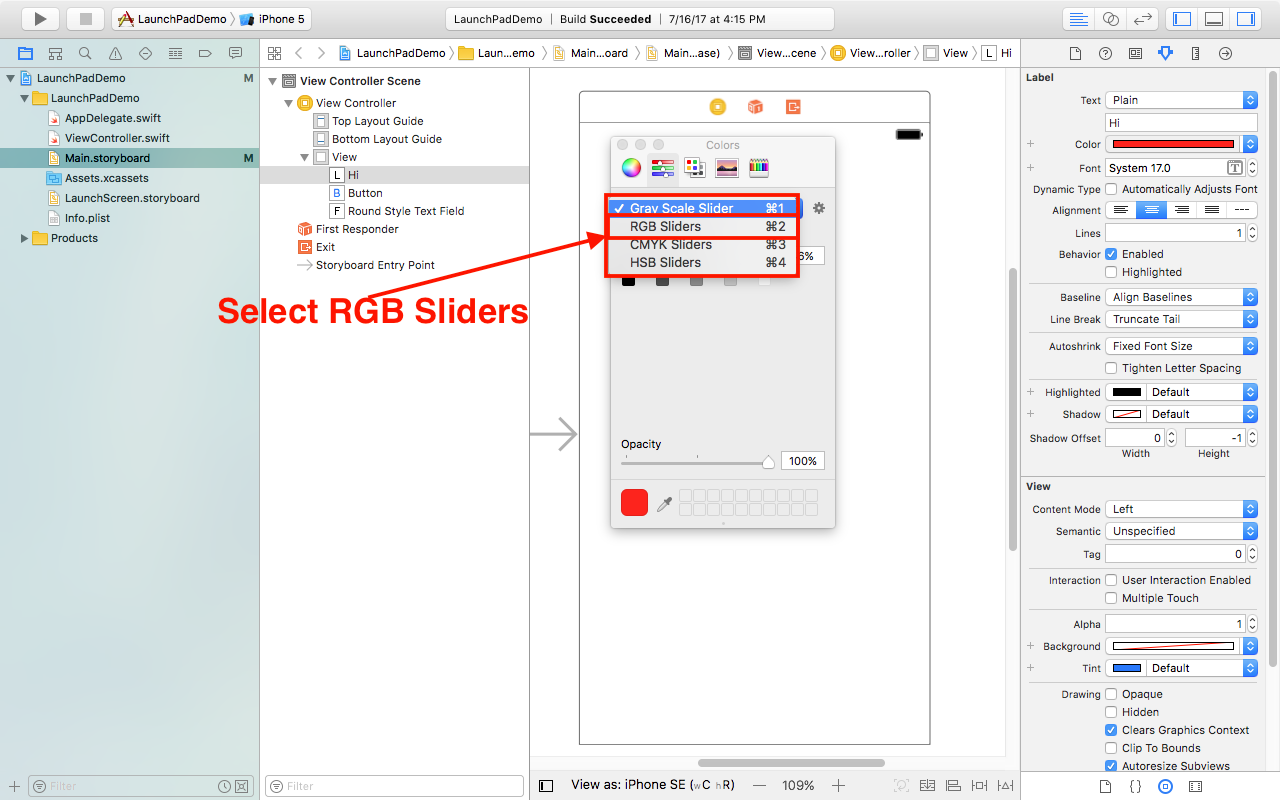 LaunchPadDemo
iPhone 5
LaunchPadDemo | Build Succeeded | 7/16/17 at 4:15 PM
LaunchPadDemo
Laun...emo
Main...oard
Main...ase)
View...cene
View...roller
View
L Hi
LaunchPadDemo M
LaunchPadDemo
AppDelegate.swift
ViewController.swift
Main.storyboard M
Assets.xcassets
LaunchScreen.storyboard
Info.plist
Products
Filter
View Controller Scene
View Controller
Top Layout Guide
Bottom Layout Guide
View
L Hi
B Button
F Round Style Text Field
First Responder
Exit
Storyboard Entry Point
Filter
Select RGB Sliders
Colors
✓ Gray Scale Slider ⌘1
RGB Sliders ⌘2
CMYK Sliders ⌘3
HSB Sliders ⌘4
6%
Opacity
100%
View as: iPhone SE (wC hR)
— 109% +
Label
Text Plain
Hi
Color
Font System 17.0 T
Dynamic Type Automatically Adjusts Font
Alignment
Lines 1
Behavior Enabled
Highlighted
Baseline Align Baselines
Line Break Truncate Tail
Autoshrink Fixed Font Size
Tighten Letter Spacing
Highlighted Default
Shadow Default
Shadow Offset 0 -1
Width Height
View
Content Mode Left
Semantic Unspecified
Tag 0
Interaction User Interaction Enabled
Multiple Touch
Alpha 1
Background
Tint Default
Drawing Opaque
Hidden
Clears Graphics Context
Clip To Bounds
Autoresize Subviews